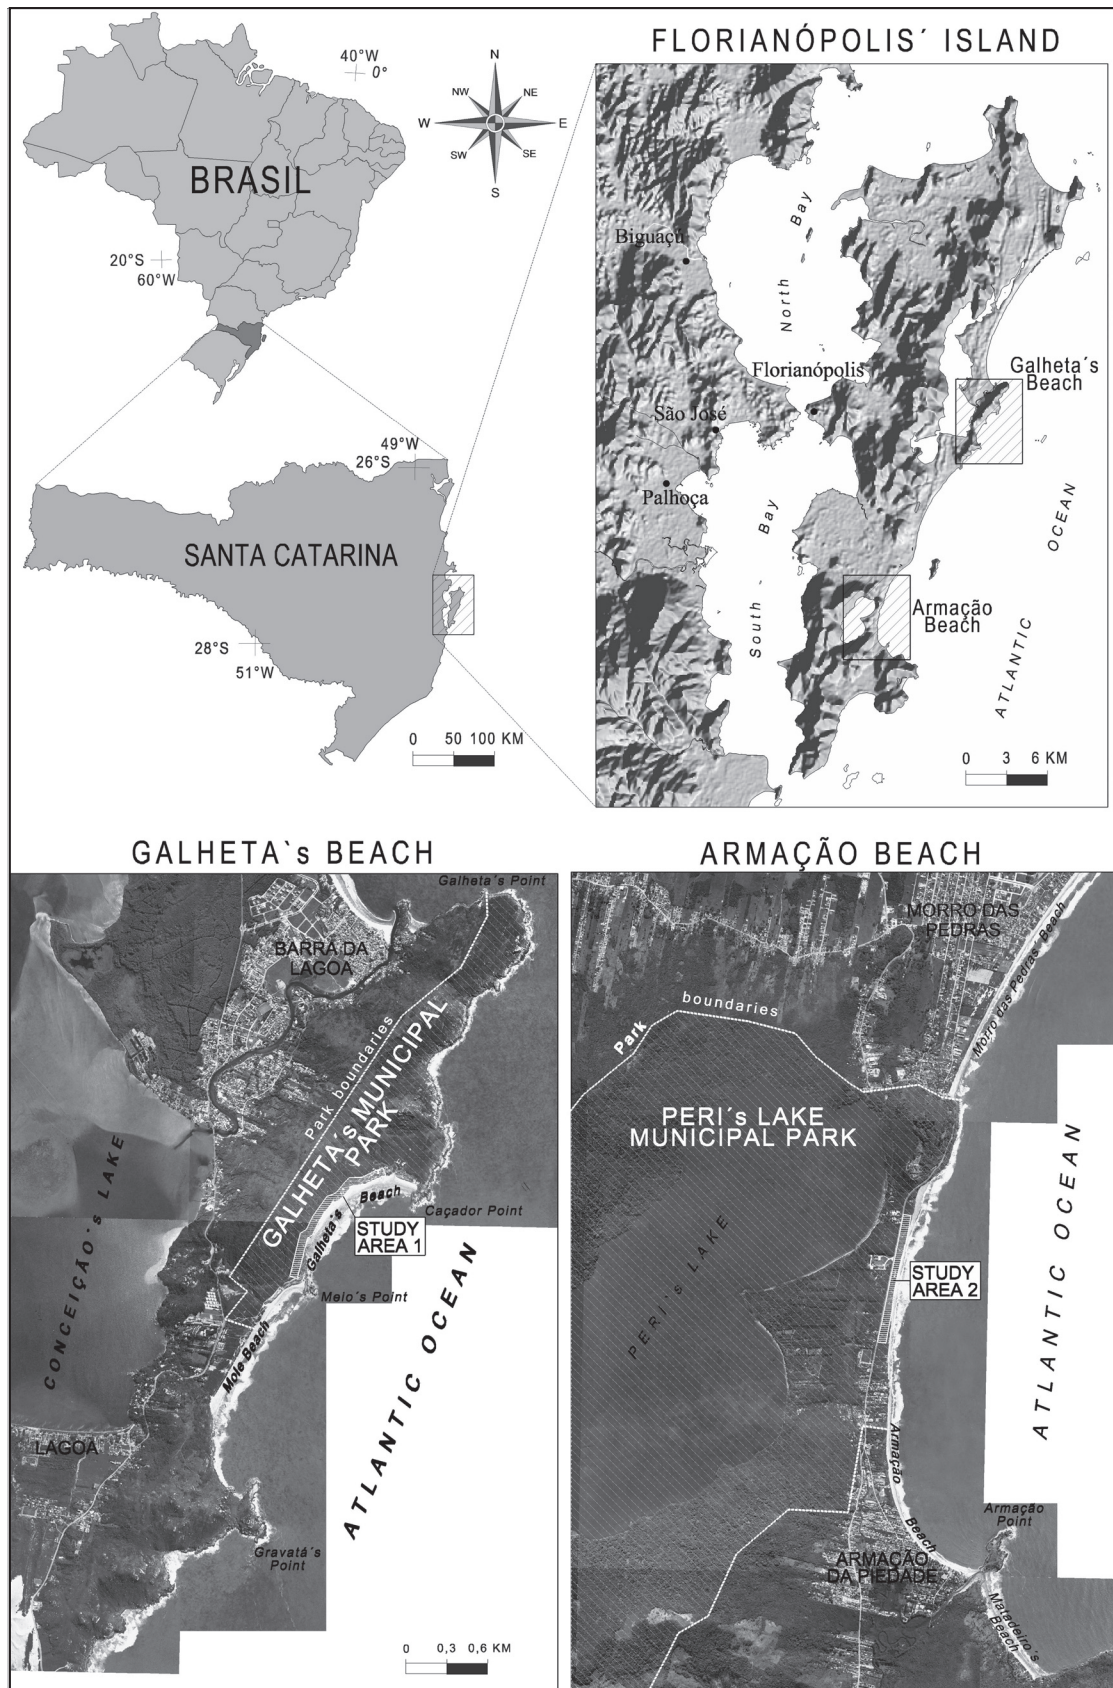 FLORIANÓPOLIS´ ISLAND
40°W
0°
N
NW
NE
W
E
SW
SE
S
BRASIL
20°S
60°W
Biguaçú
North Bay
Florianópolis
São José
Palhoça
South Bay
Galheta´s
Beach
Armação
Beach
ATLANTIC OCEAN
0 3 6 KM
49°W
26°S
SANTA CATARINA
28°S
51°W
0 50 100 KM
GALHETA`s BEACH
Galheta´s Point
BARRA DA
LAGOA
Park boundaries
GALHETA´s MUNICIPAL
PARK
Galheta´s Beach
Caçador Point
STUDY
AREA 1
Meio´s Point
CONCEIÇÃO´s LAKE
Mole Beach
LAGOA
Gravatá´s
Point
ATLANTIC OCEAN
0 0,3 0,6 KM
ARMAÇÃO BEACH
MORRO DAS
PEDRAS
Morro das Pedras´ Beach
Park boundaries
PERI´s LAKE
MUNICIPAL PARK
PERI´s LAKE
STUDY
AREA 2
ATLANTIC OCEAN
Armação Beach
Armação
Point
ARMAÇÃO
DA PIEDADE
Matadeiro´s
Beach